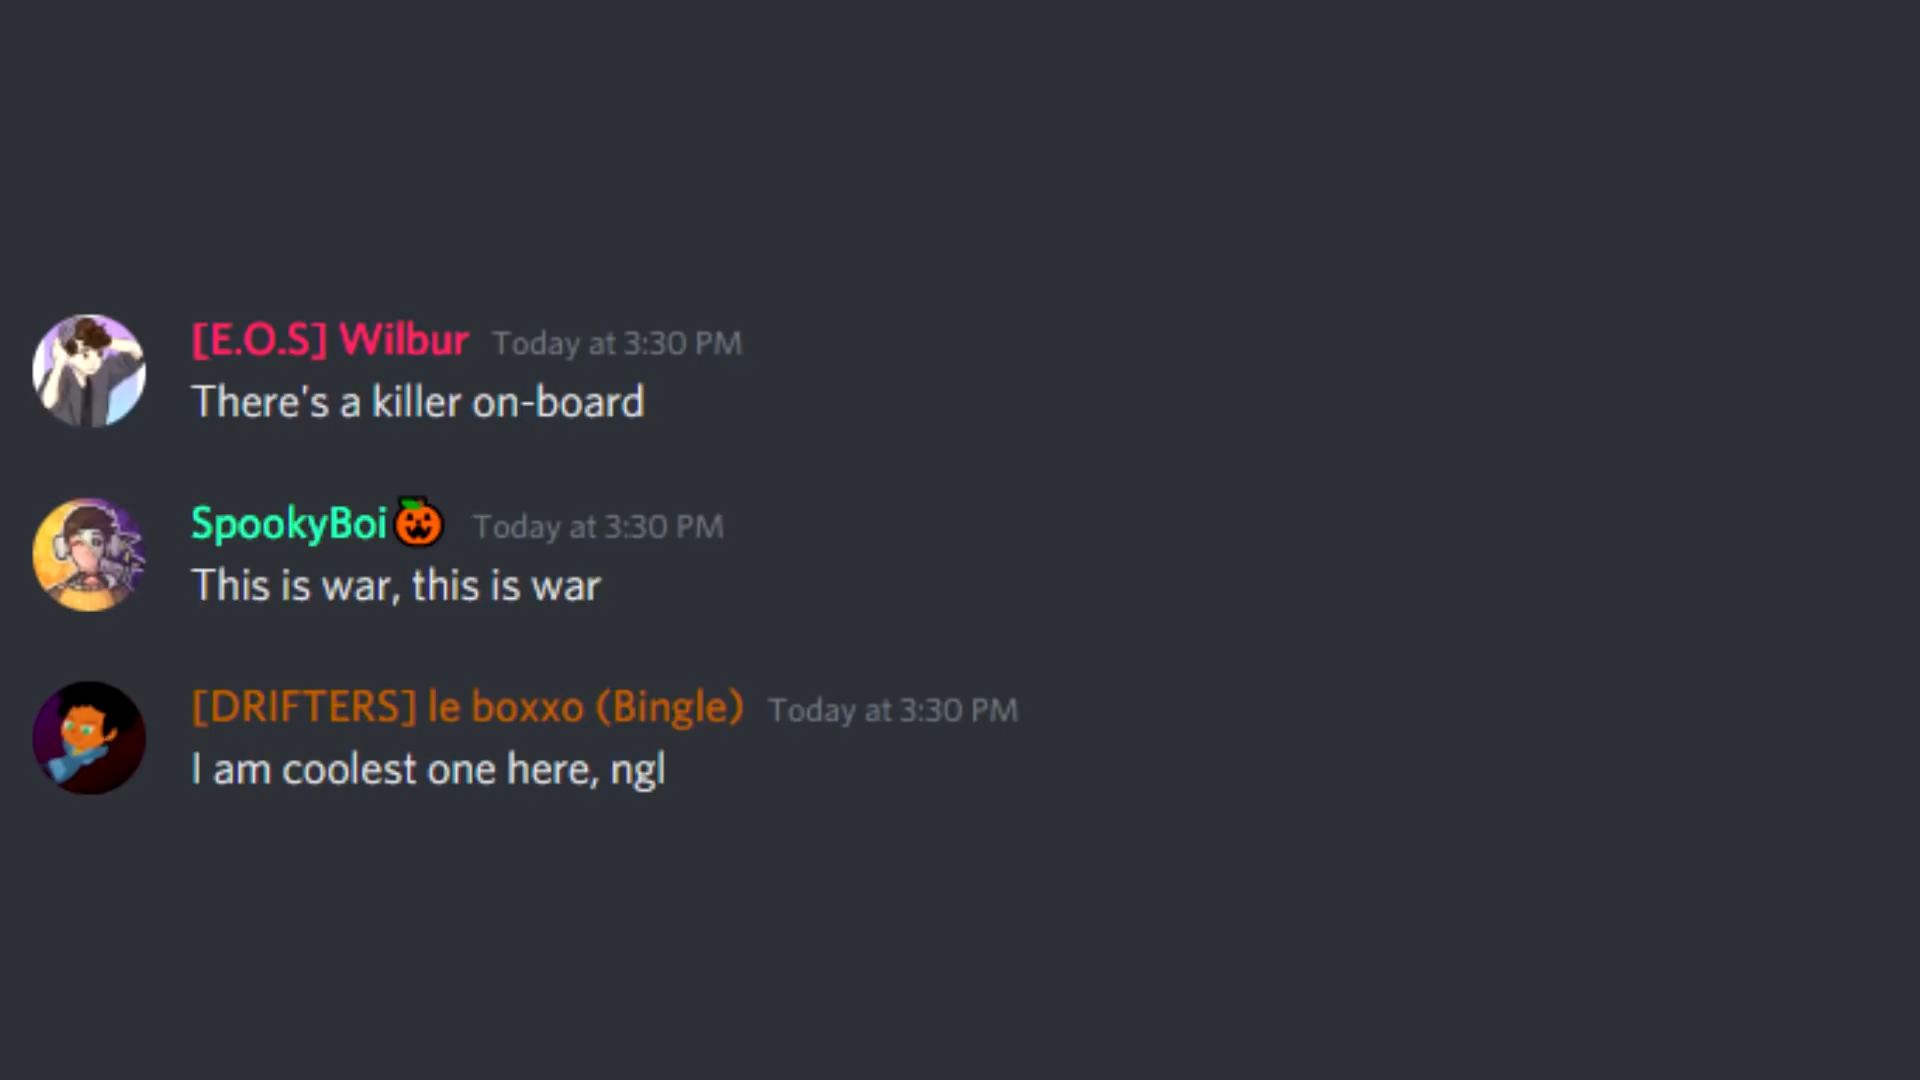 [E.O.S] Wilbur Today at 3:30 PM
There's a killer on-board
SpookyBoi🎃 Today at 3:30 PM
This is war, this is war
[DRIFTERS] le boxxo (Bingle) Today at 3:30 PM
I am coolest one here, ngl